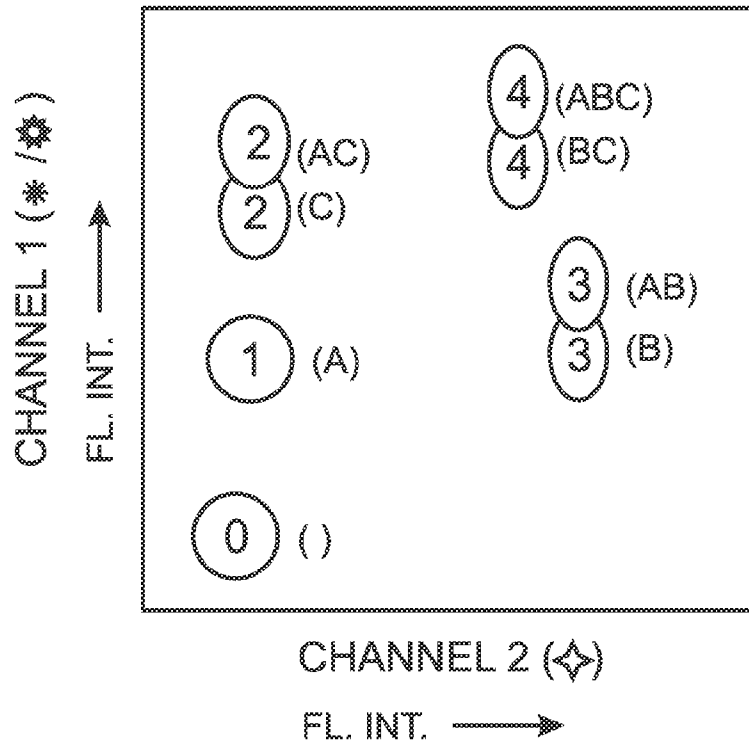 4 (ABC)
4 (BC)
2 (AC)
2 (C)
3 (AB)
3 (B)
1 (A)
0 ( )
CHANNEL 1 (✷/✹)
FL. INT.
CHANNEL 2 (✧)
FL. INT.